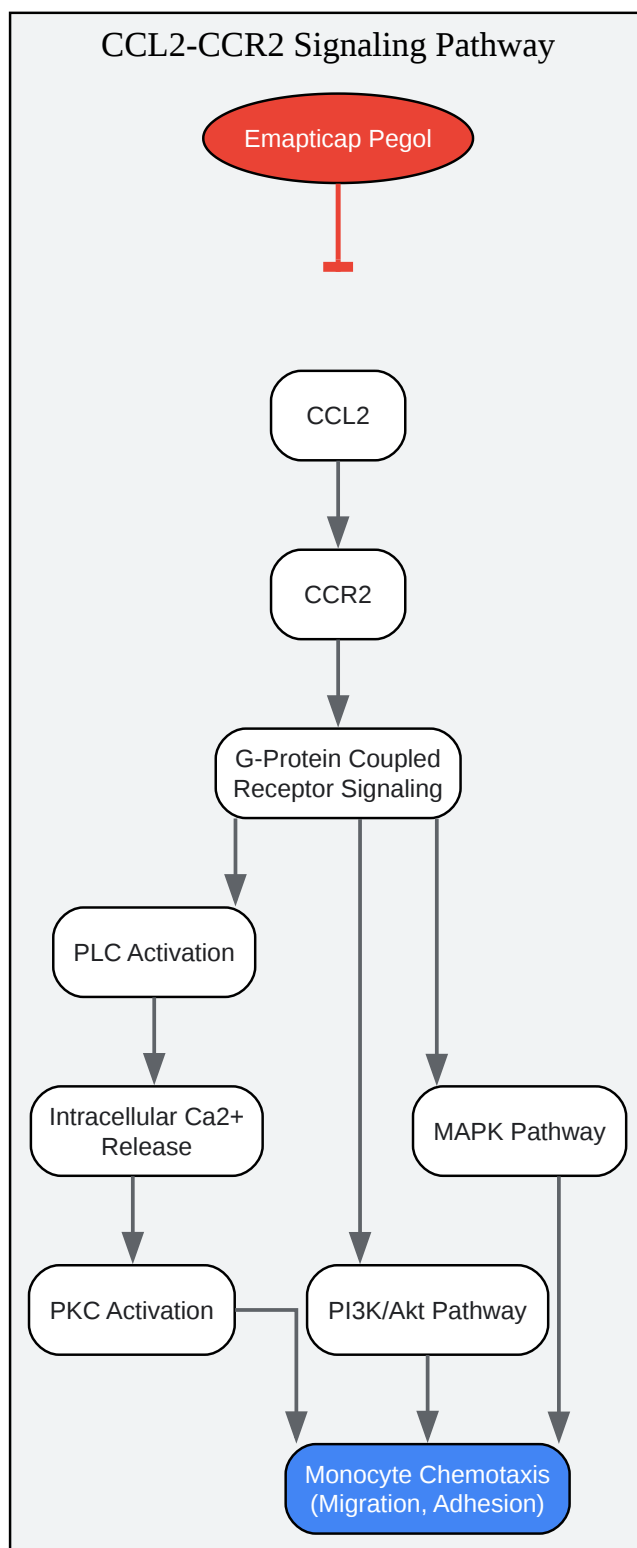 CCL2-CCR2 Signaling Pathway
Emapticap Pegol
CCL2
CCR2
G-Protein Coupled
Receptor Signaling
PLC Activation
Intracellular Ca2+
Release
MAPK Pathway
PKC Activation
PI3K/Akt Pathway
Monocyte Chemotaxis
(Migration, Adhesion)